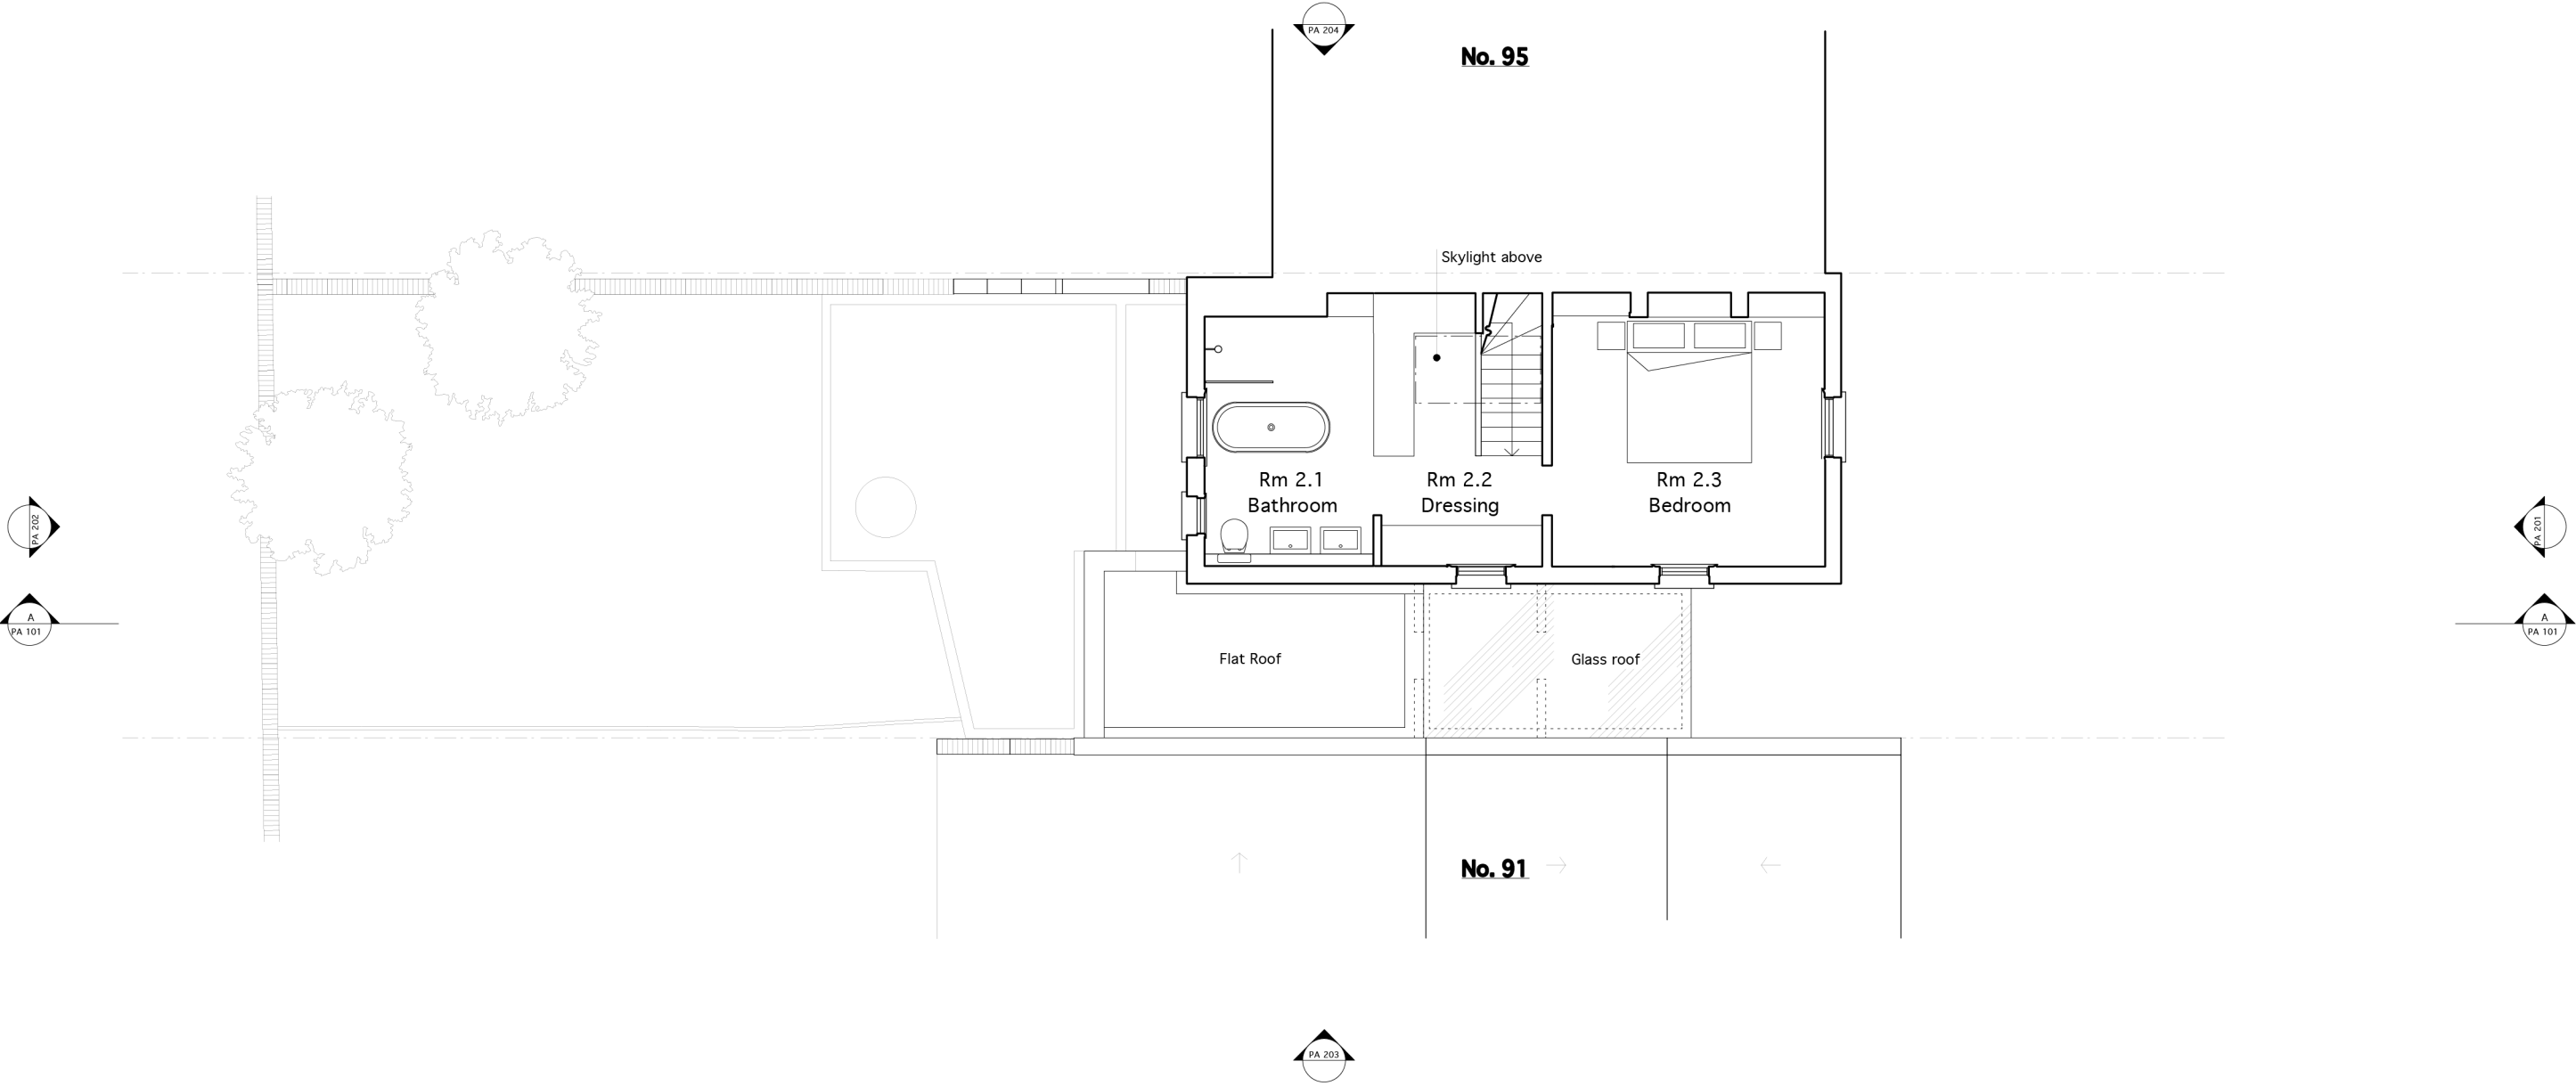 PA 204
No. 95
Skylight above
Rm 2.1
Bathroom
Rm 2.2
Dressing
Rm 2.3
Bedroom
PA 202
PA 201
A
PA 101
A
PA 101
Flat Roof
Glass roof
No. 91
PA 203